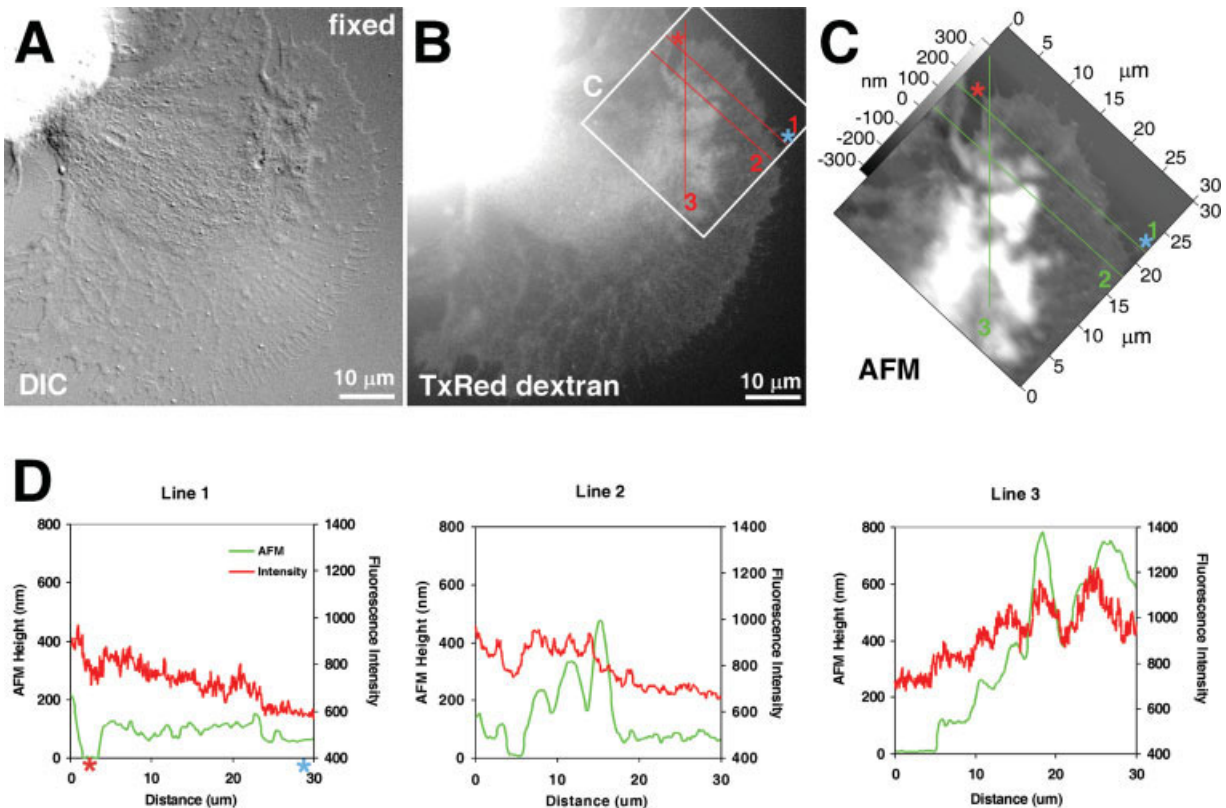 A
fixed
DIC
10 μm
B
C
*
1
*
2
3
TxRed dextran
10 μm
C
nm
300
200
100
0
-100
-200
-300
0
5
10
μm
15
20
25
30
30
25
20
15
μm
10
5
0
*
1
*
2
3
AFM
D
Line 1
800
600
400
200
0
AFM Height (nm)
AFM
Intensity
1400
1200
1000
800
600
400
Fluorescence Intensity
0 10 20 30
* *
Distance (um)
Line 2
800
600
400
200
0
AFM Height (nm)
1400
1200
1000
800
600
400
Fluorescence Intensity
0 10 20 30
Distance (um)
Line 3
800
600
400
200
0
AFM Height (nm)
1400
1200
1000
800
600
400
Fluorescence Intensity
0 10 20 30
Distance (um)